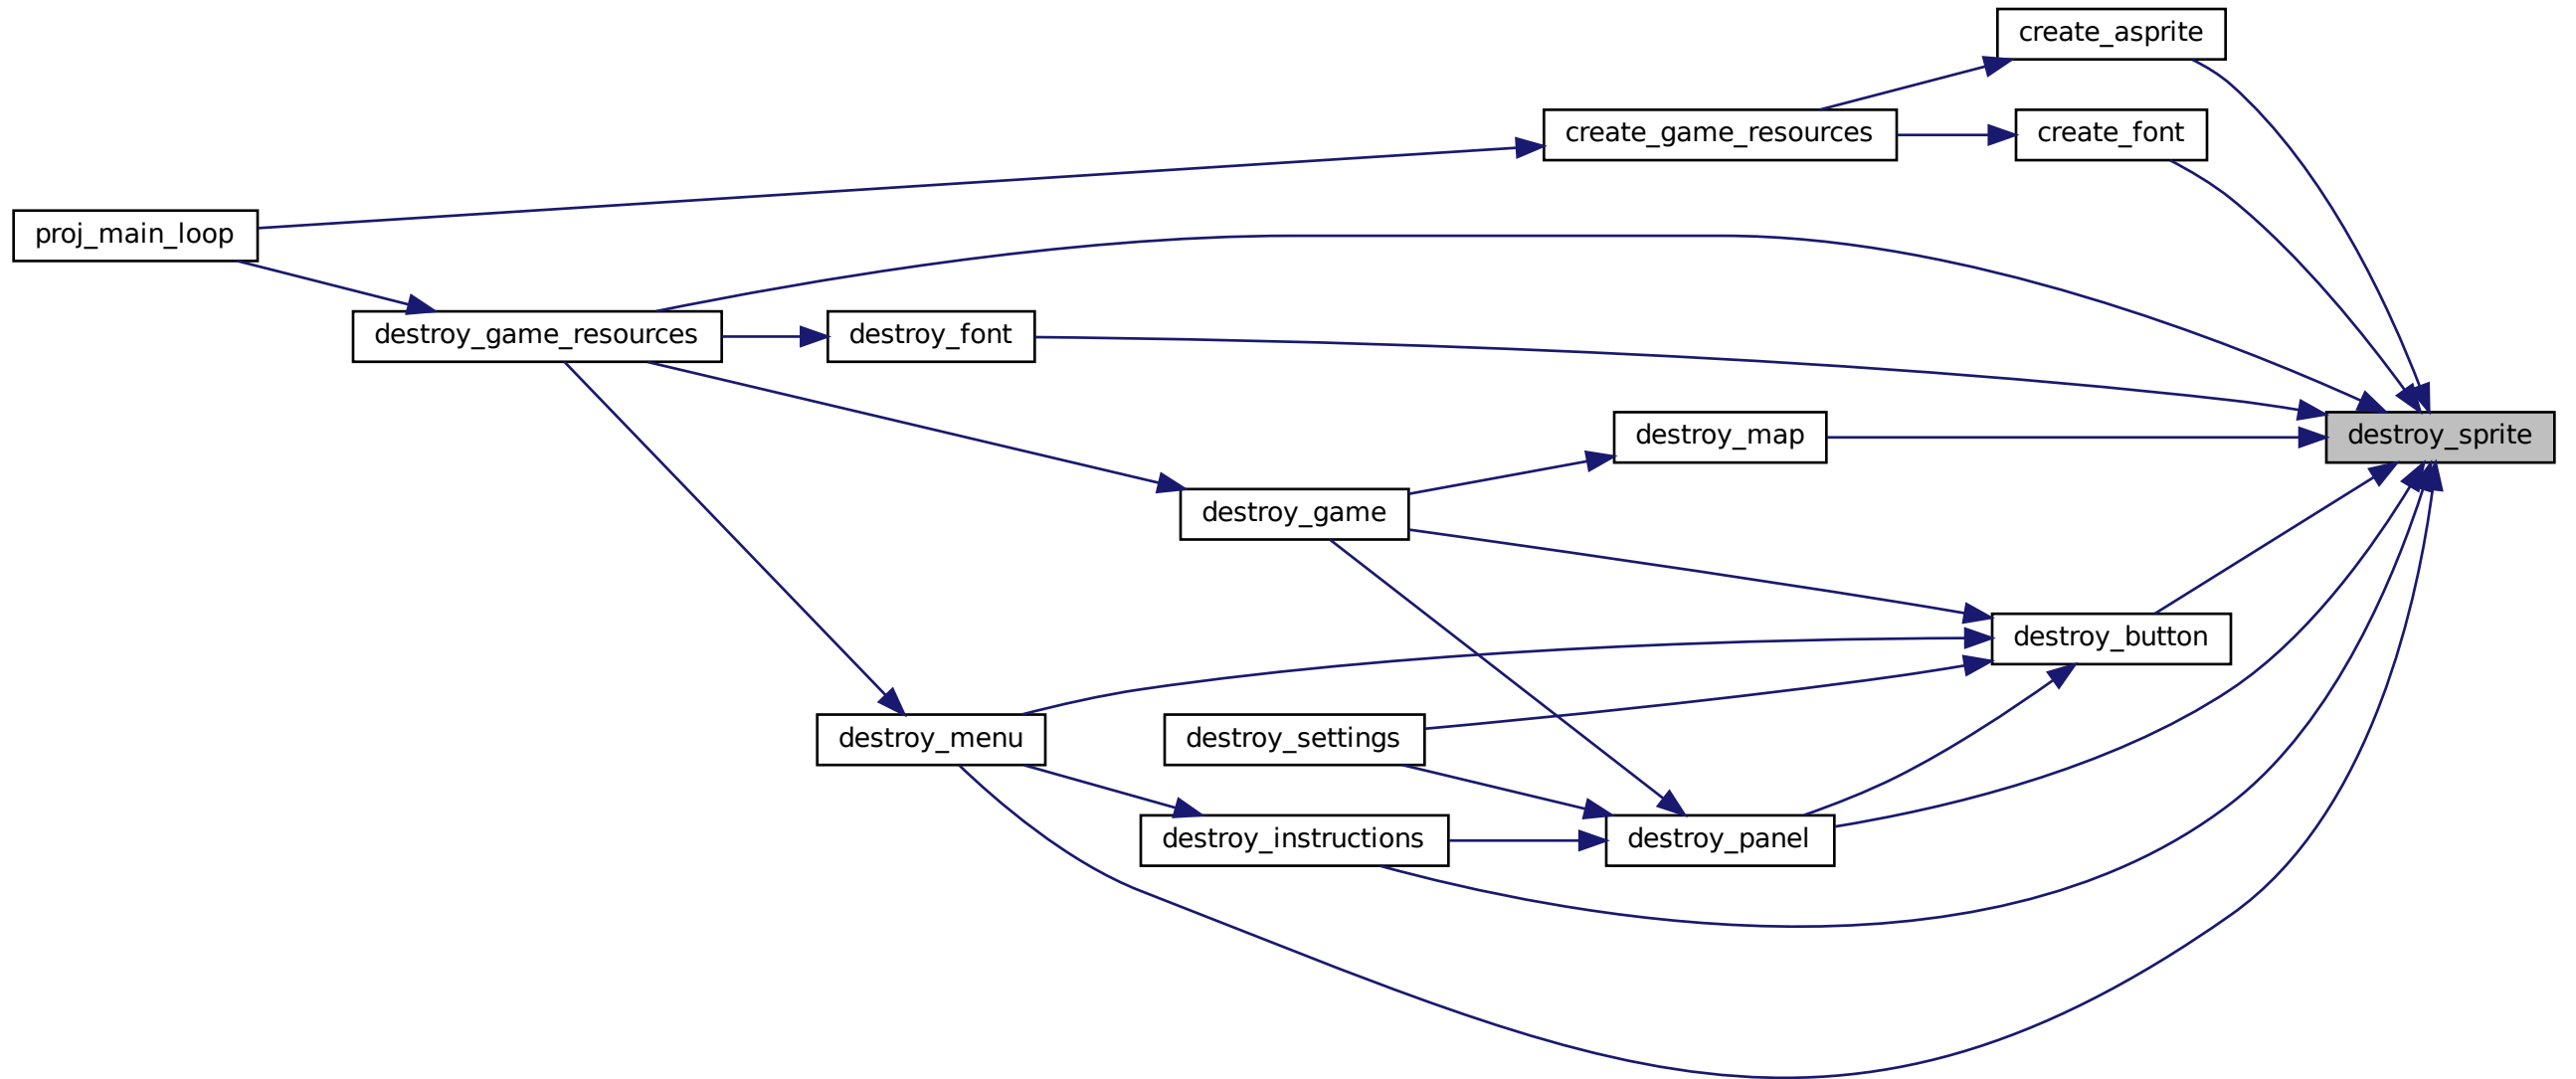 create_asprite
create_game_resources
create_font
proj_main_loop
destroy_game_resources
destroy_font
destroy_map
destroy_sprite
destroy_game
destroy_button
destroy_menu
destroy_settings
destroy_instructions
destroy_panel